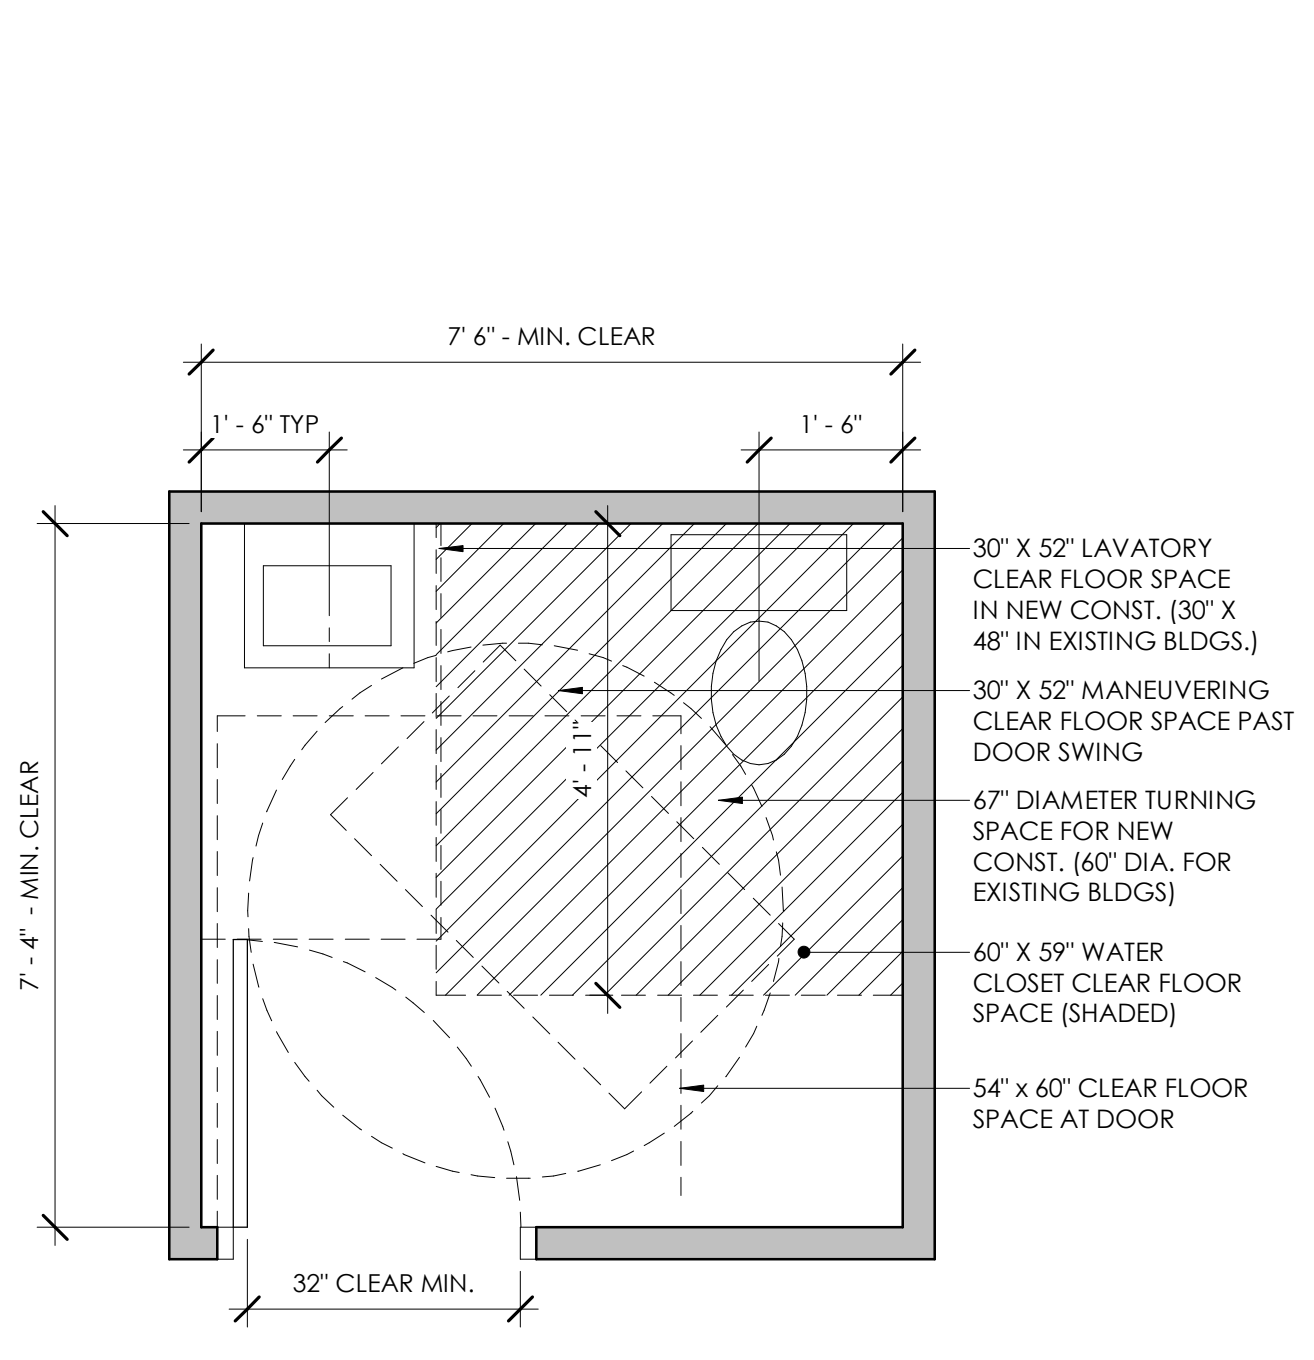 7' 6" - MIN. CLEAR
1' - 6" TYP
1' - 6"
7' - 4" - MIN. CLEAR
4' - 11"
30" X 52" LAVATORY
CLEAR FLOOR SPACE
IN NEW CONST. (30" X
48" IN EXISTING BLDGS.)
30" X 52" MANEUVERING
CLEAR FLOOR SPACE PAST
DOOR SWING
67" DIAMETER TURNING
SPACE FOR NEW
CONST. (60" DIA. FOR
EXISTING BLDGS)
60" X 59" WATER
CLOSET CLEAR FLOOR
SPACE (SHADED)
54" x 60" CLEAR FLOOR
SPACE AT DOOR
32" CLEAR MIN.